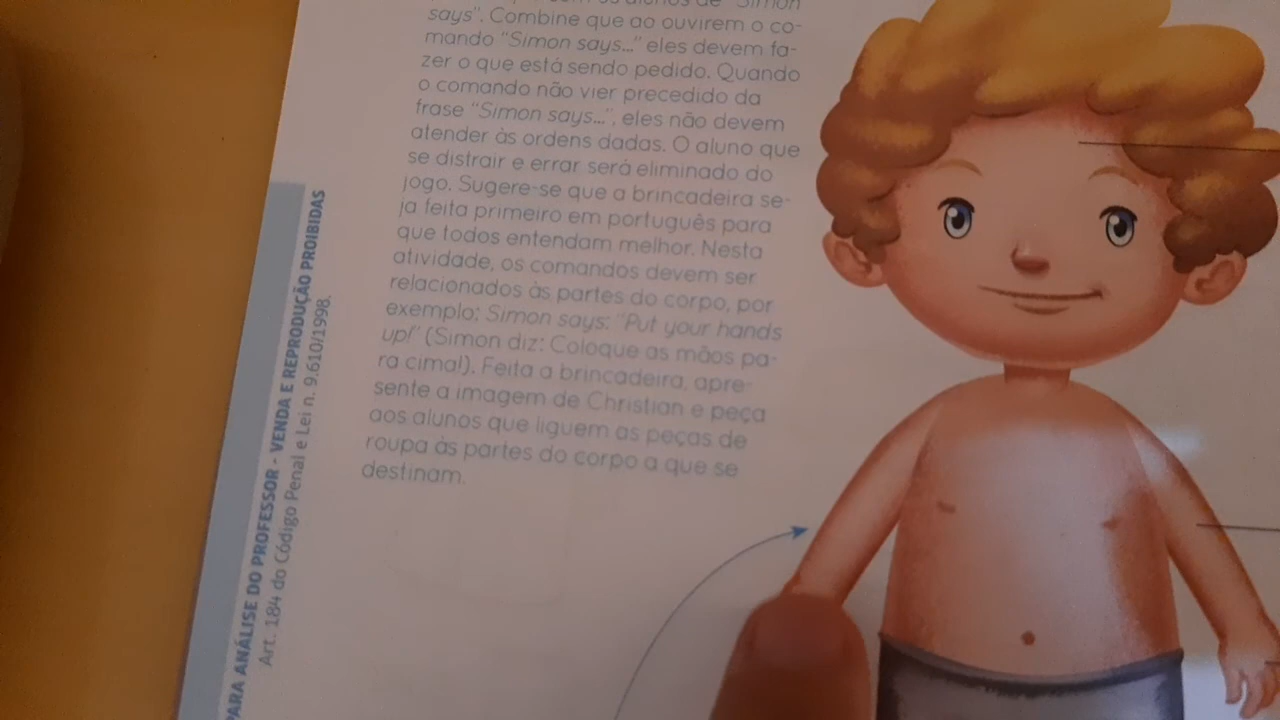 os alunos de "Simon
says". Combine que ao ouvirem o co-
mando "Simon says..." eles devem fa-
zer o que está sendo pedido. Quando
o comando não vier precedido da
frase "Simon says...", eles não devem
atender às ordens dadas. O aluno que
se distrair e errar será eliminado do
jogo. Sugere-se que a brincadeira se-
ja feita primeiro em português para
que todos entendam melhor. Nesta
atividade, os comandos devem ser
relacionados às partes do corpo, por
exemplo: Simon says: "Put your hands
up!" (Simon diz: Coloque as mãos pa-
ra cima!). Feita a brincadeira, apre-
sente a imagem de Christian e peça
aos alunos que liguem as peças de
roupa às partes do corpo a que se
destinam.
PARA ANÁLISE DO PROFESSOR - VENDA E REPRODUÇÃO PROIBIDAS
Art. 184 do Código Penal e Lei n. 9.610/1998.